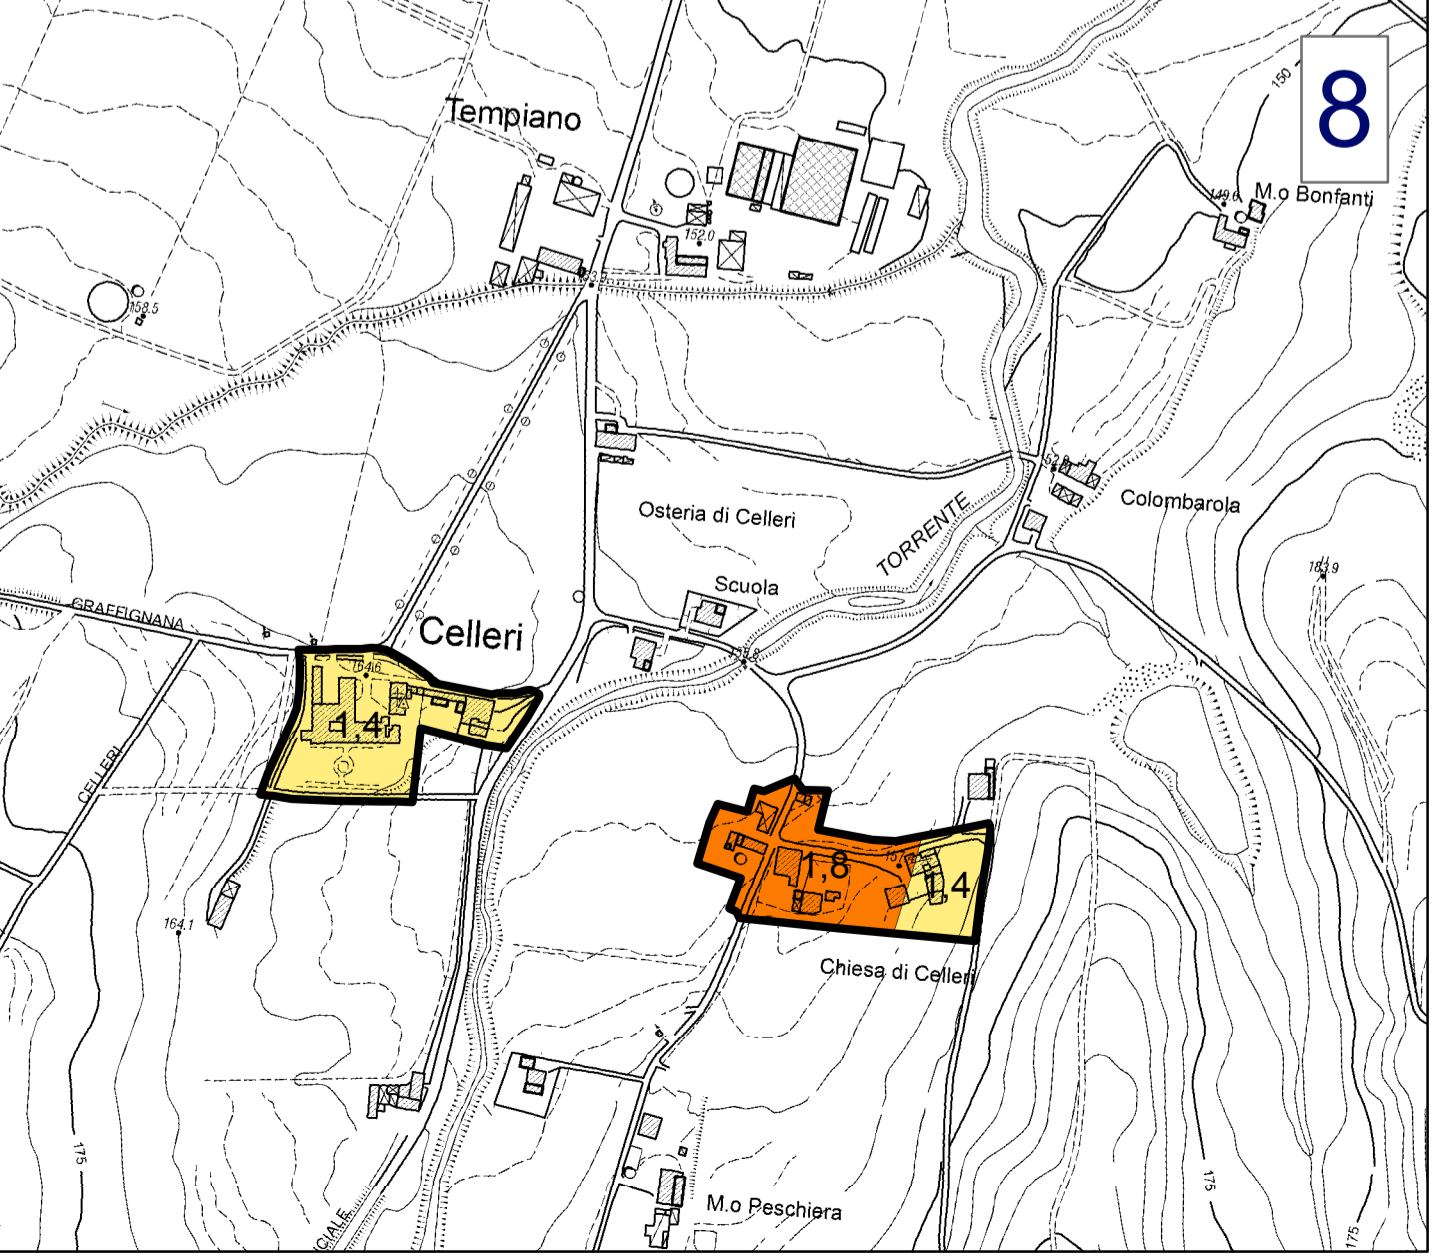 8
150
Tempiano
149.6
M.o Bonfanti
152.0
158.5
Osteria di Celleri
Colombarola
TORRENTE
183.9
Scuola
GRAFFIGNANA
Celleri
164.6
1,4
CELLERI
1,8
1,4
164.1
Chiesa di Celleri
175
175
M.o Peschiera
175